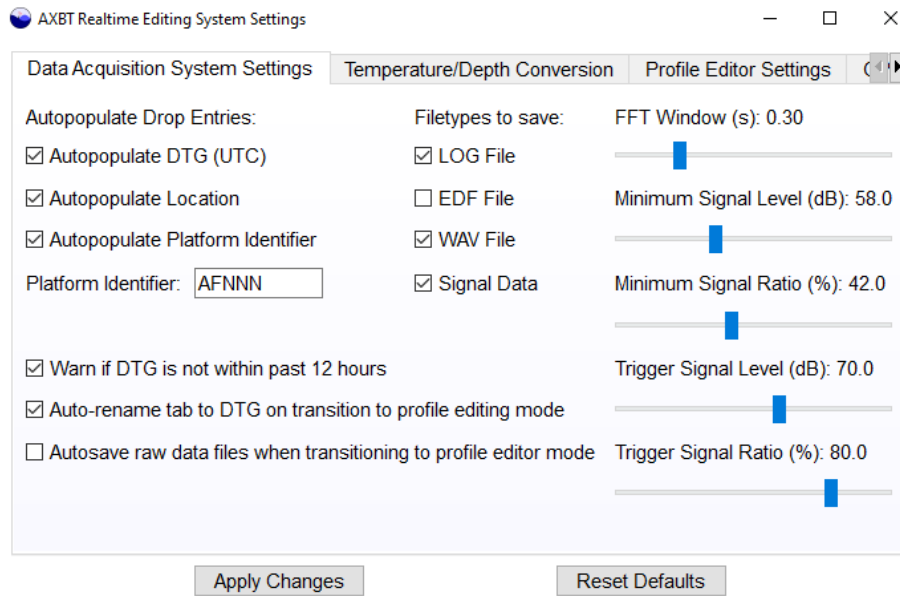 AXBT Realtime Editing System Settings
Data Acquisition System Settings
Temperature/Depth Conversion
Profile Editor Settings
Autopopulate Drop Entries:
Filetypes to save:
FFT Window (s): 0.30
Autopopulate DTG (UTC)
LOG File
Autopopulate Location
EDF File
Minimum Signal Level (dB): 58.0
Autopopulate Platform Identifier
WAV File
Platform Identifier: AFNNN
Signal Data
Minimum Signal Ratio (%): 42.0
Warn if DTG is not within past 12 hours
Trigger Signal Level (dB): 70.0
Auto-rename tab to DTG on transition to profile editing mode
Autosave raw data files when transitioning to profile editor mode
Trigger Signal Ratio (%): 80.0
Apply Changes
Reset Defaults